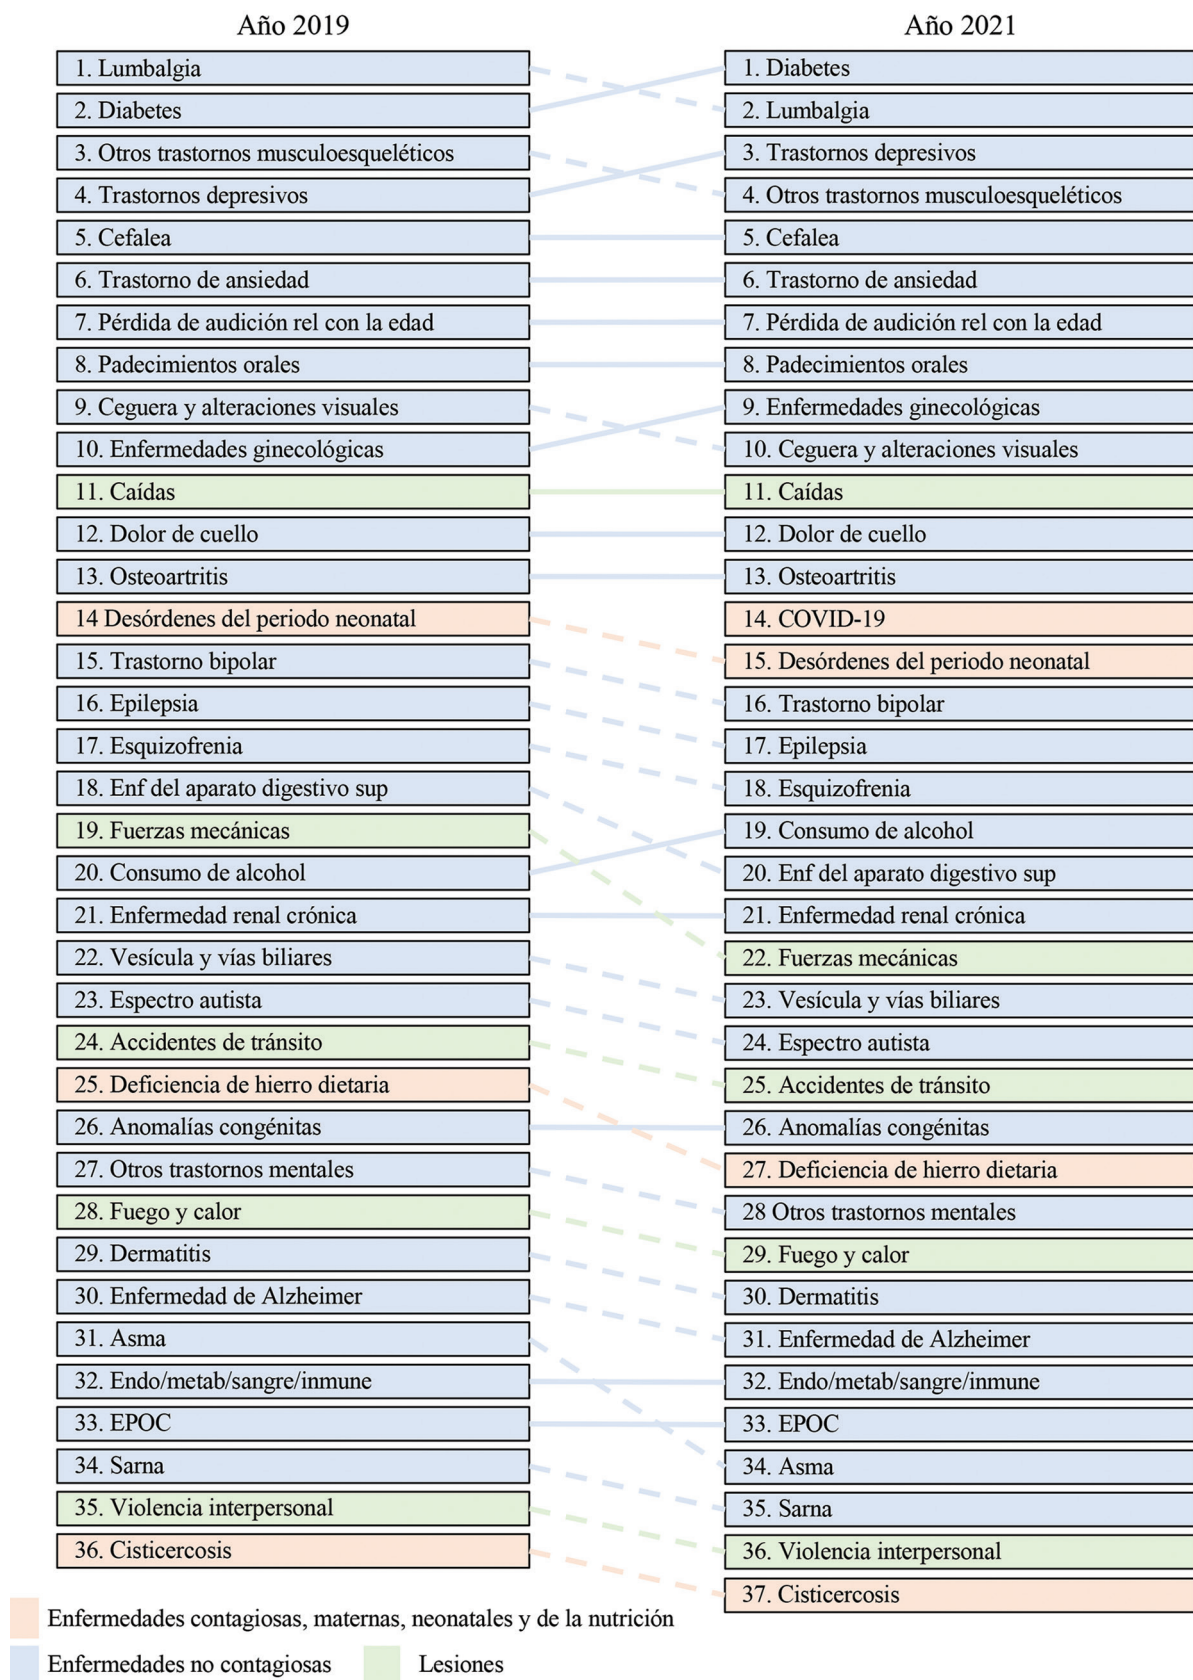 Año 2019
1. Lumbalgia
2. Diabetes
3. Otros trastornos musculoesqueléticos
4. Trastornos depresivos
5. Cefalea
6. Trastorno de ansiedad
7. Pérdida de audición rel con la edad
8. Padecimientos orales
9. Ceguera y alteraciones visuales
10. Enfermedades ginecológicas
11. Caídas
12. Dolor de cuello
13. Osteoartritis
14 Desórdenes del periodo neonatal
15. Trastorno bipolar
16. Epilepsia
17. Esquizofrenia
18. Enf del aparato digestivo sup
19. Fuerzas mecánicas
20. Consumo de alcohol
21. Enfermedad renal crónica
22. Vesícula y vías biliares
23. Espectro autista
24. Accidentes de tránsito
25. Deficiencia de hierro dietaria
26. Anomalías congénitas
27. Otros trastornos mentales
28. Fuego y calor
29. Dermatitis
30. Enfermedad de Alzheimer
31. Asma
32. Endo/metab/sangre/inmune
33. EPOC
34. Sarna
35. Violencia interpersonal
36. Cisticercosis
Año 2021
1. Diabetes
2. Lumbalgia
3. Trastornos depresivos
4. Otros trastornos musculoesqueléticos
5. Cefalea
6. Trastorno de ansiedad
7. Pérdida de audición rel con la edad
8. Padecimientos orales
9. Enfermedades ginecológicas
10. Ceguera y alteraciones visuales
11. Caídas
12. Dolor de cuello
13. Osteoartritis
14. COVID-19
15. Desórdenes del periodo neonatal
16. Trastorno bipolar
17. Epilepsia
18. Esquizofrenia
19. Consumo de alcohol
20. Enf del aparato digestivo sup
21. Enfermedad renal crónica
22. Fuerzas mecánicas
23. Vesícula y vías biliares
24. Espectro autista
25. Accidentes de tránsito
26. Anomalías congénitas
27. Deficiencia de hierro dietaria
28 Otros trastornos mentales
29. Fuego y calor
30. Dermatitis
31. Enfermedad de Alzheimer
32. Endo/metab/sangre/inmune
33. EPOC
34. Asma
35. Sarna
36. Violencia interpersonal
37. Cisticercosis
Enfermedades contagiosas, maternas, neonatales y de la nutrición
Enfermedades no contagiosas
Lesiones